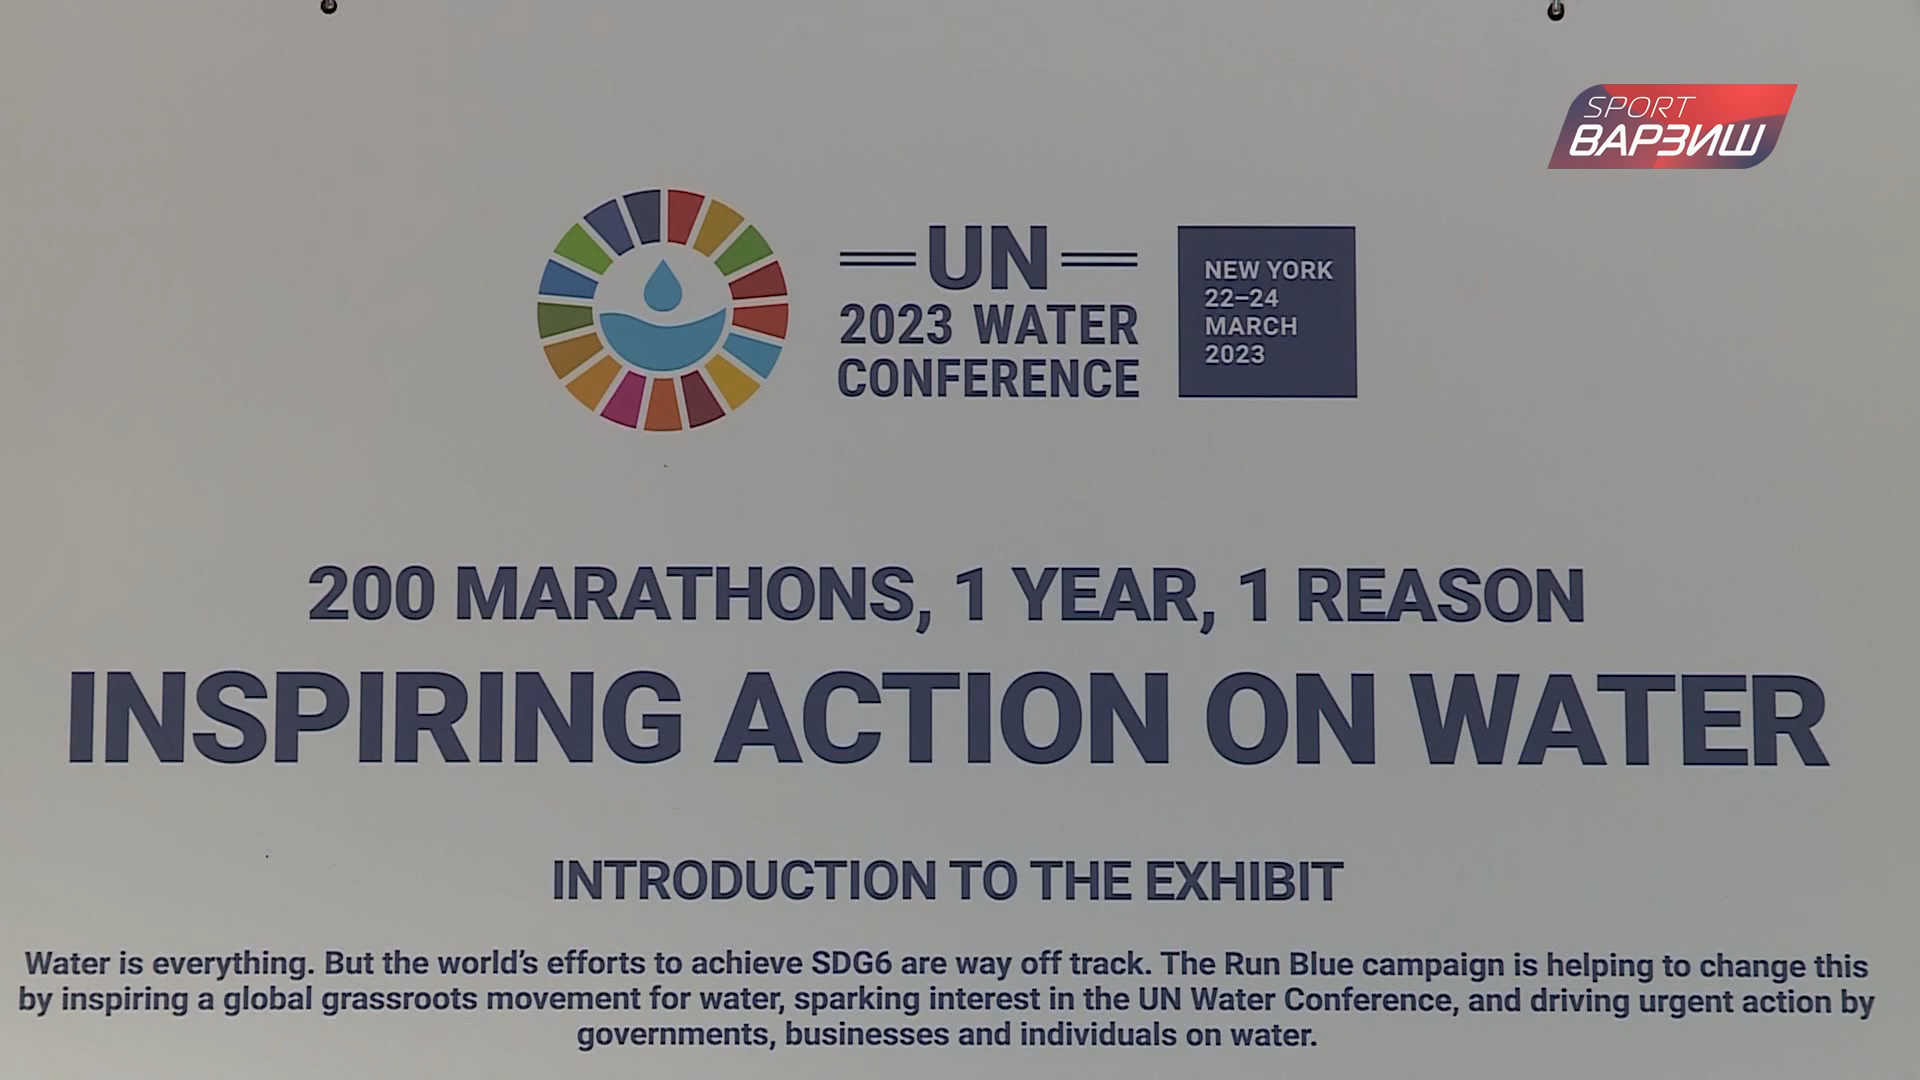 SPORT
ВАРЗИШ
UN
2023 WATER
CONFERENCE
NEW YORK
22–24
MARCH
2023
200 MARATHONS, 1 YEAR, 1 REASON
INSPIRING ACTION ON WATER
INTRODUCTION TO THE EXHIBIT
Water is everything. But the world's efforts to achieve SDG6 are way off track. The Run Blue campaign is helping to change this
by inspiring a global grassroots movement for water, sparking interest in the UN Water Conference, and driving urgent action by
governments, businesses and individuals on water.